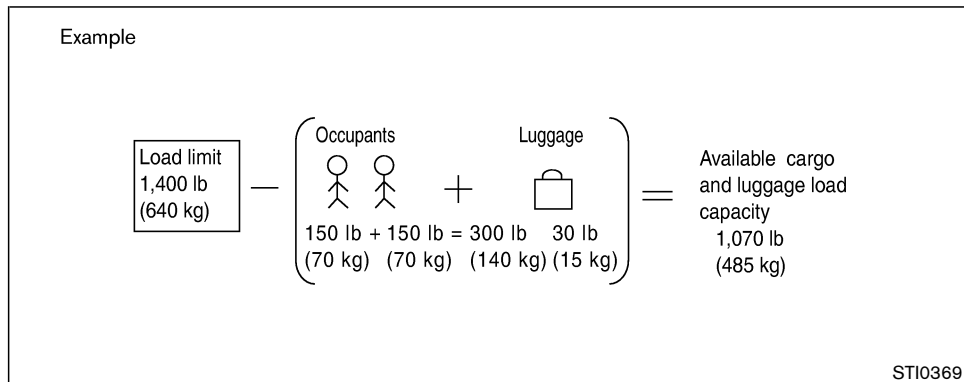 Example
Occupants
Luggage
Load limit
1,400 lb
(640 kg)
150 lb + 150 lb = 300 lb 30 lb
(70 kg) (70 kg) (140 kg) (15 kg)
Available cargo
and luggage load
capacity
1,070 lb
(485 kg)
STI0369